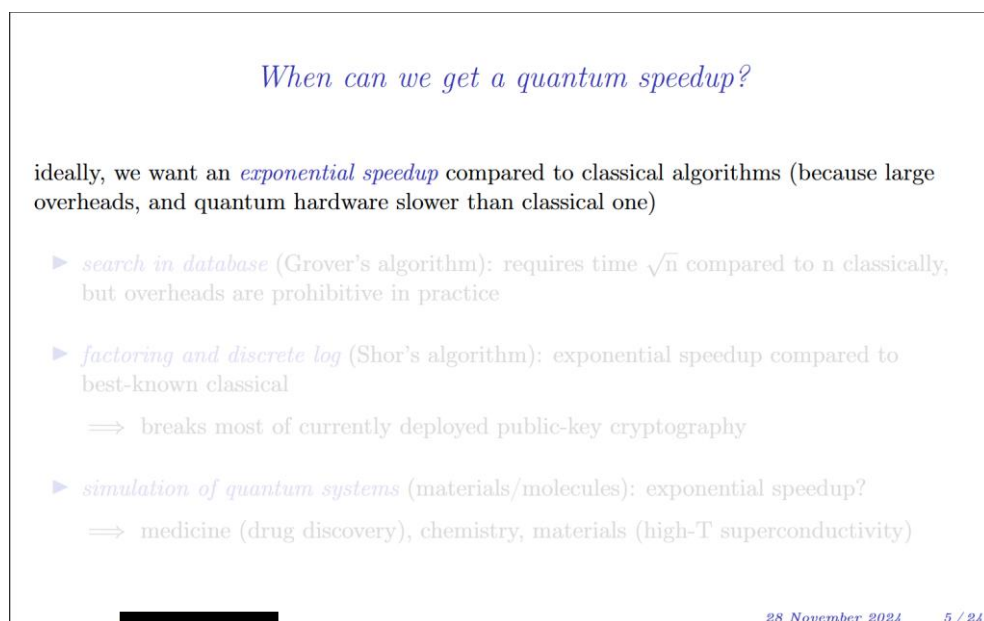 When can we get a quantum speedup?
ideally, we want an exponential speedup compared to classical algorithms (because large
overheads, and quantum hardware slower than classical one)
▶ search in database (Grover's algorithm): requires time √n compared to n classically,
but overheads are prohibitive in practice
▶ factoring and discrete log (Shor's algorithm): exponential speedup compared to
best-known classical
⟹ breaks most of currently deployed public-key cryptography
▶ simulation of quantum systems (materials/molecules): exponential speedup?
⟹ medicine (drug discovery), chemistry, materials (high-T superconductivity)
28 November 2024 5 / 24